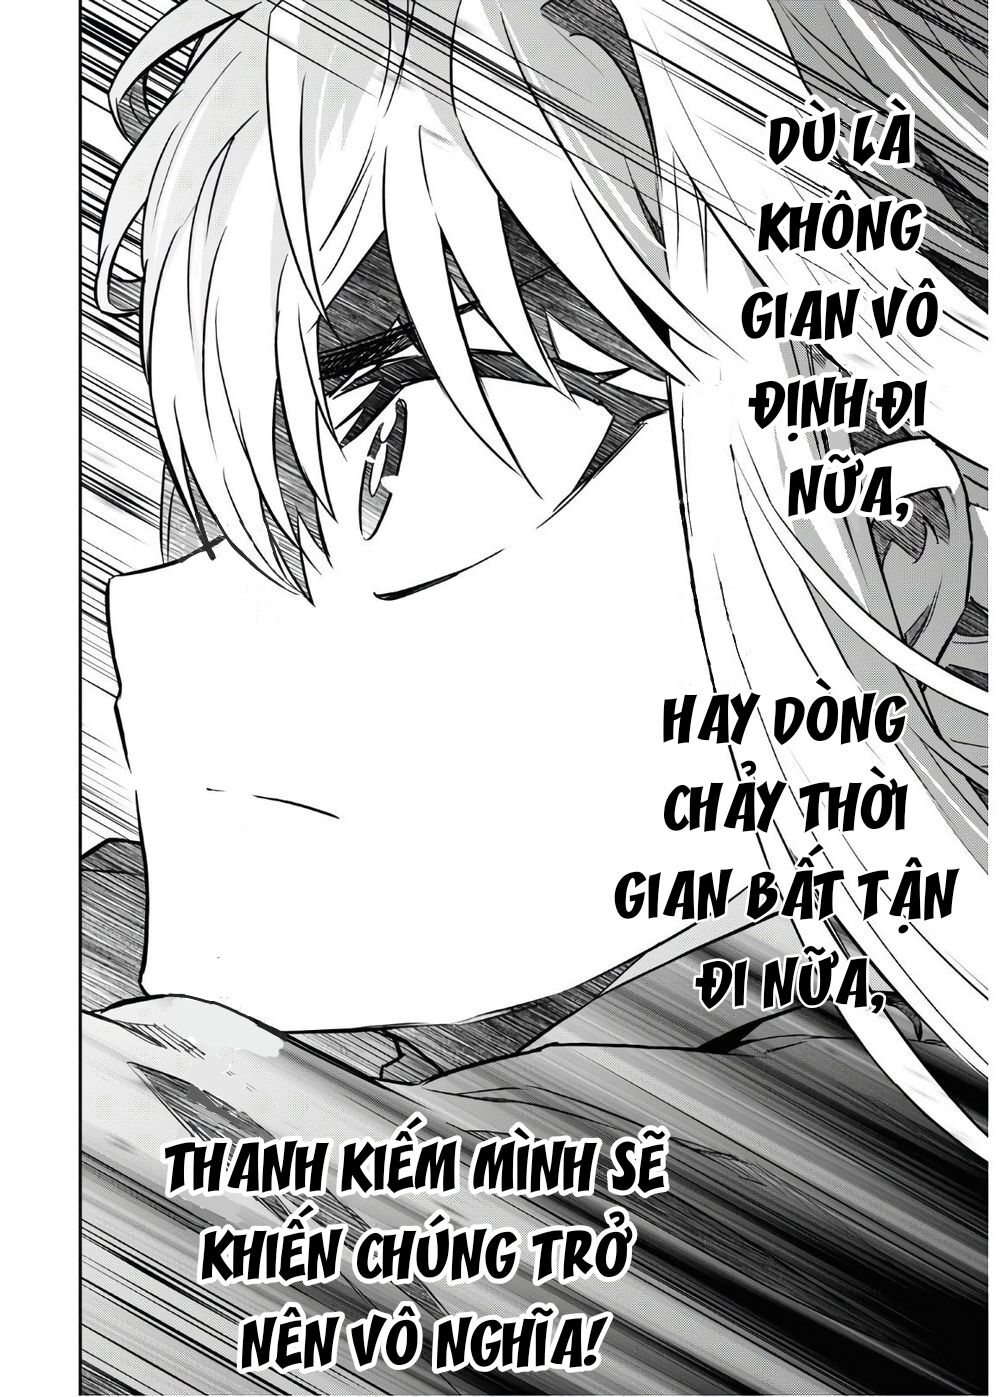 DÙ LÀ
KHÔNG
GIAN VÔ
ĐỊNH ĐI
NỮA,
HAY DÒNG
CHẢY THỜI
GIAN BẤT TẬN
ĐI NỮA,
THANH KIẾM MÌNH SẼ
KHIẾN CHÚNG TRỞ
NÊN VÔ NGHĨA!